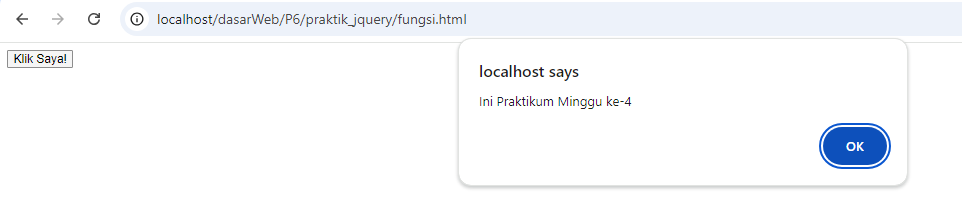 localhost/dasarWeb/P6/praktik_jquery/fungsi.html
Klik Saya!
localhost says
Ini Praktikum Minggu ke-4
OK